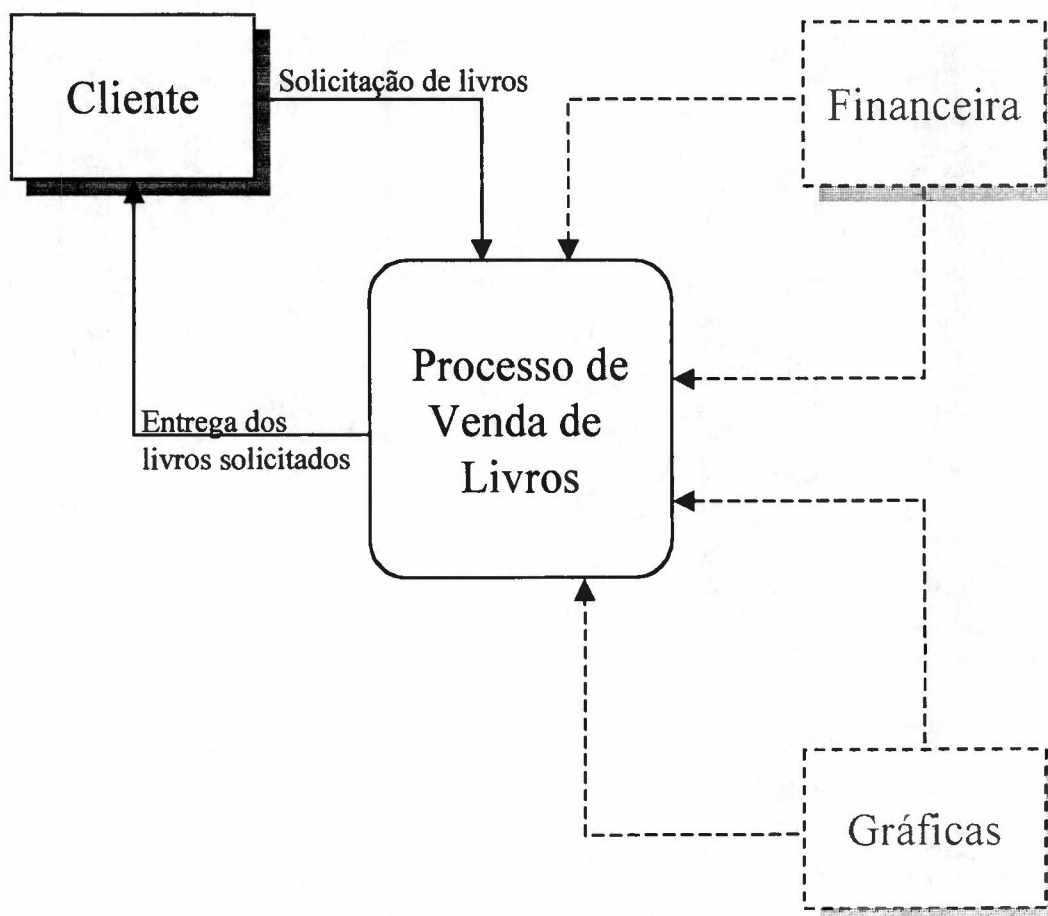 Cliente
Solicitação de livros
Financeira
Processo de
Venda de
Livros
Entrega dos
livros solicitados
Gráficas